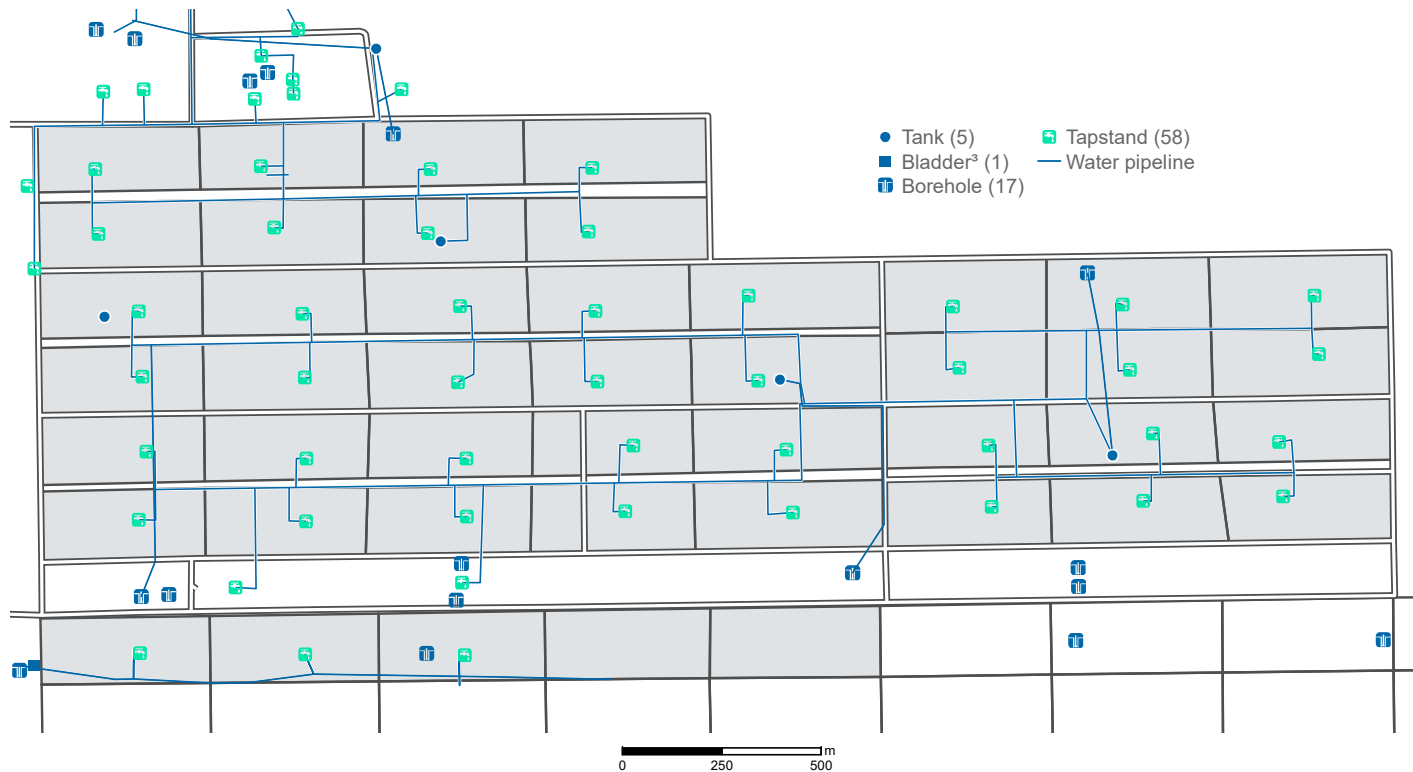 Tank (5)
Tapstand (58)
Bladder³ (1)
Water pipeline
Borehole (17)
m
0 250 500